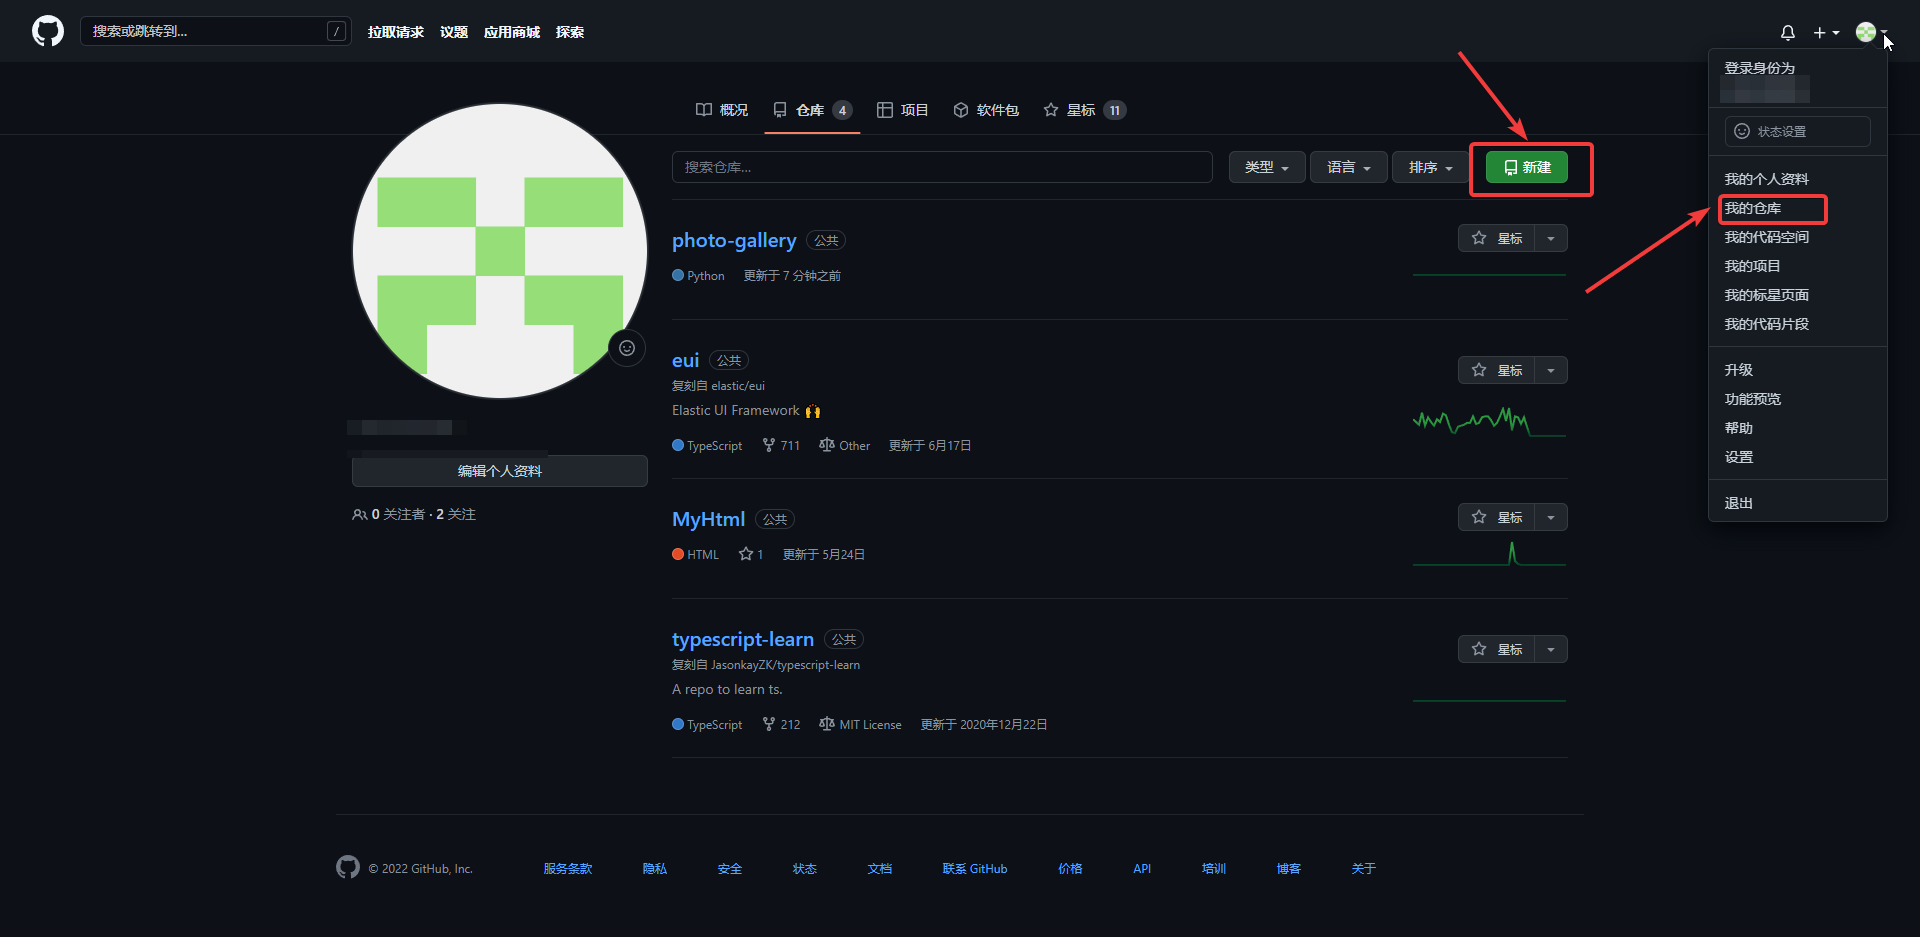 搜索或跳转到...
/
拉取请求 议题 应用商城 探索
登录身份为
状态设置
我的个人资料
我的仓库
我的代码空间
我的项目
我的标星页面
我的代码片段
升级
功能预览
帮助
设置
退出
概况 仓库 4 项目 软件包 星标 11
搜索仓库...
类型 语言 排序 新建
编辑个人资料
0 关注者 · 2 关注
photo-gallery 公共
星标
Python 更新于 7 分钟之前
eui 公共
星标
复刻自 elastic/eui
Elastic UI Framework 🙌
TypeScript 711 Other 更新于 6月17日
MyHtml 公共
星标
HTML 1 更新于 5月24日
typescript-learn 公共
星标
复刻自 JasonkayZK/typescript-learn
A repo to learn ts.
TypeScript 212 MIT License 更新于 2020年12月22日
© 2022 GitHub, Inc. 服务条款 隐私 安全 状态 文档 联系 GitHub 价格 API 培训 博客 关于